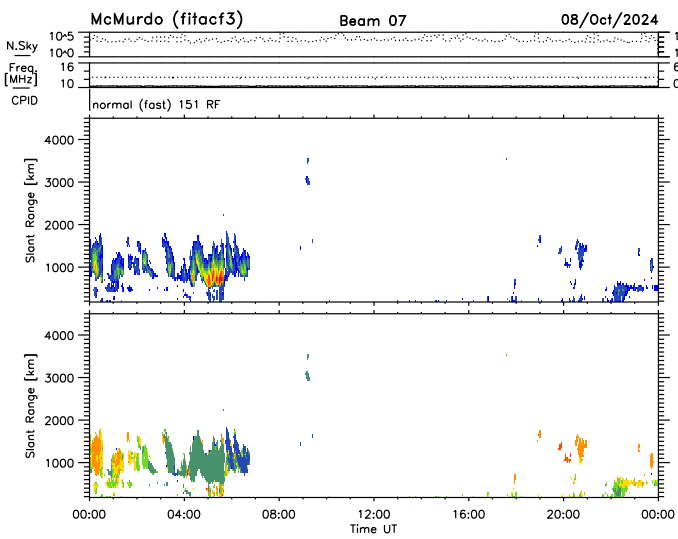 McMurdo (fitacf3) Beam 07 08/Oct/2024
N.Sky 10^5 10^0 1 1
Freq. [MHz] 16 10 6 0
CPID normal (fast) 151 RF
Slant Range [km]
4000
3000
2000
1000
Slant Range [km]
4000
3000
2000
1000
00:00 04:00 08:00 12:00 16:00 20:00 00:00
Time UT